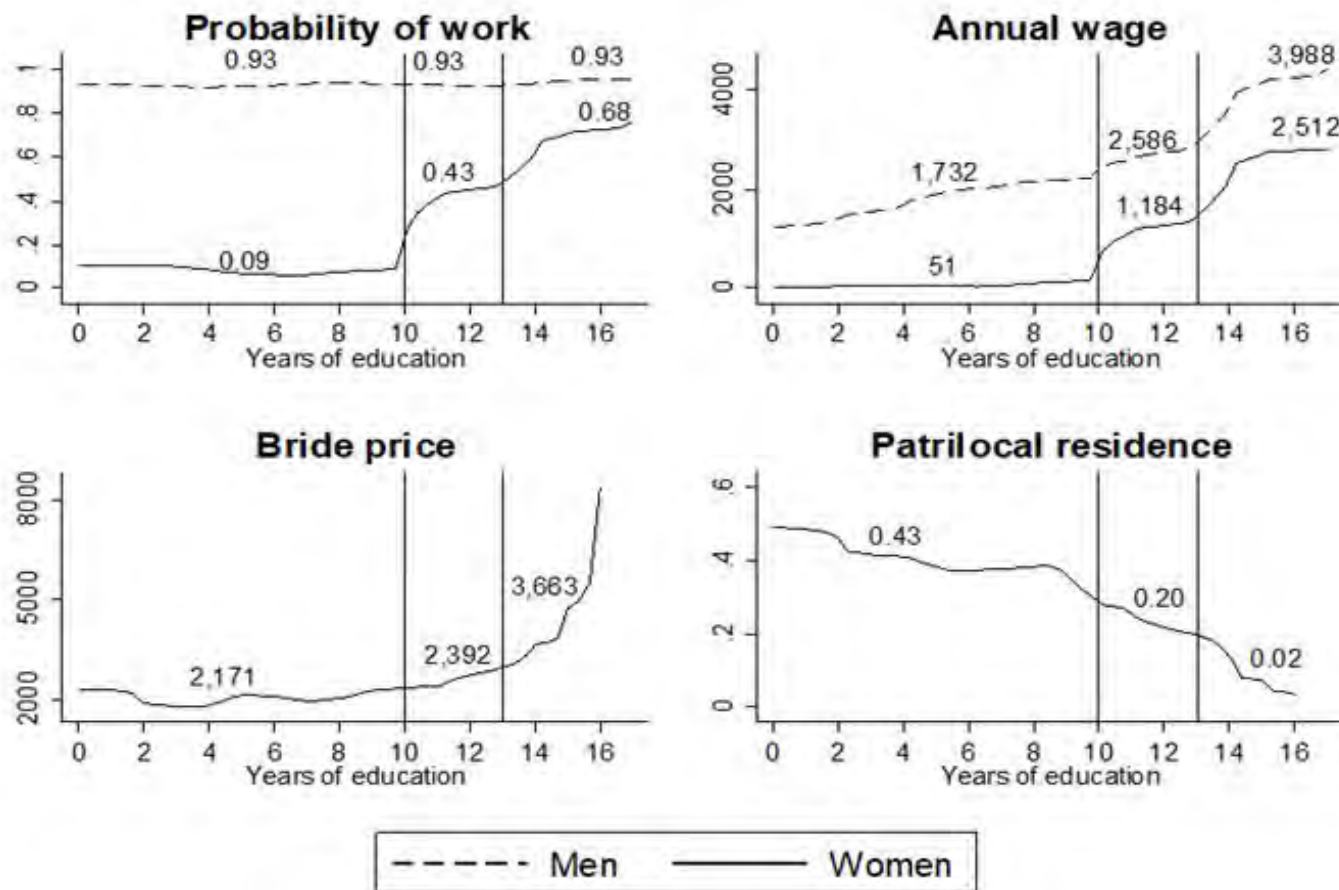 Probability of work
0.93 0.93 0.93
0.68
0.43
0.09
0 .2 .4 .6 .8 1
0 2 4 6 8 10 12 14 16
Years of education
Annual wage
3,988
2,586
2,512
1,732
1,184
51
0 2000 4000
0 2 4 6 8 10 12 14 16
Years of education
Bride price
3,663
2,392
2,171
2000 5000 8000
0 2 4 6 8 10 12 14 16
Years of education
Patrilocal residence
0.43
0.20
0.02
0 .2 .4 .6
0 2 4 6 8 10 12 14 16
Years of education
Men Women